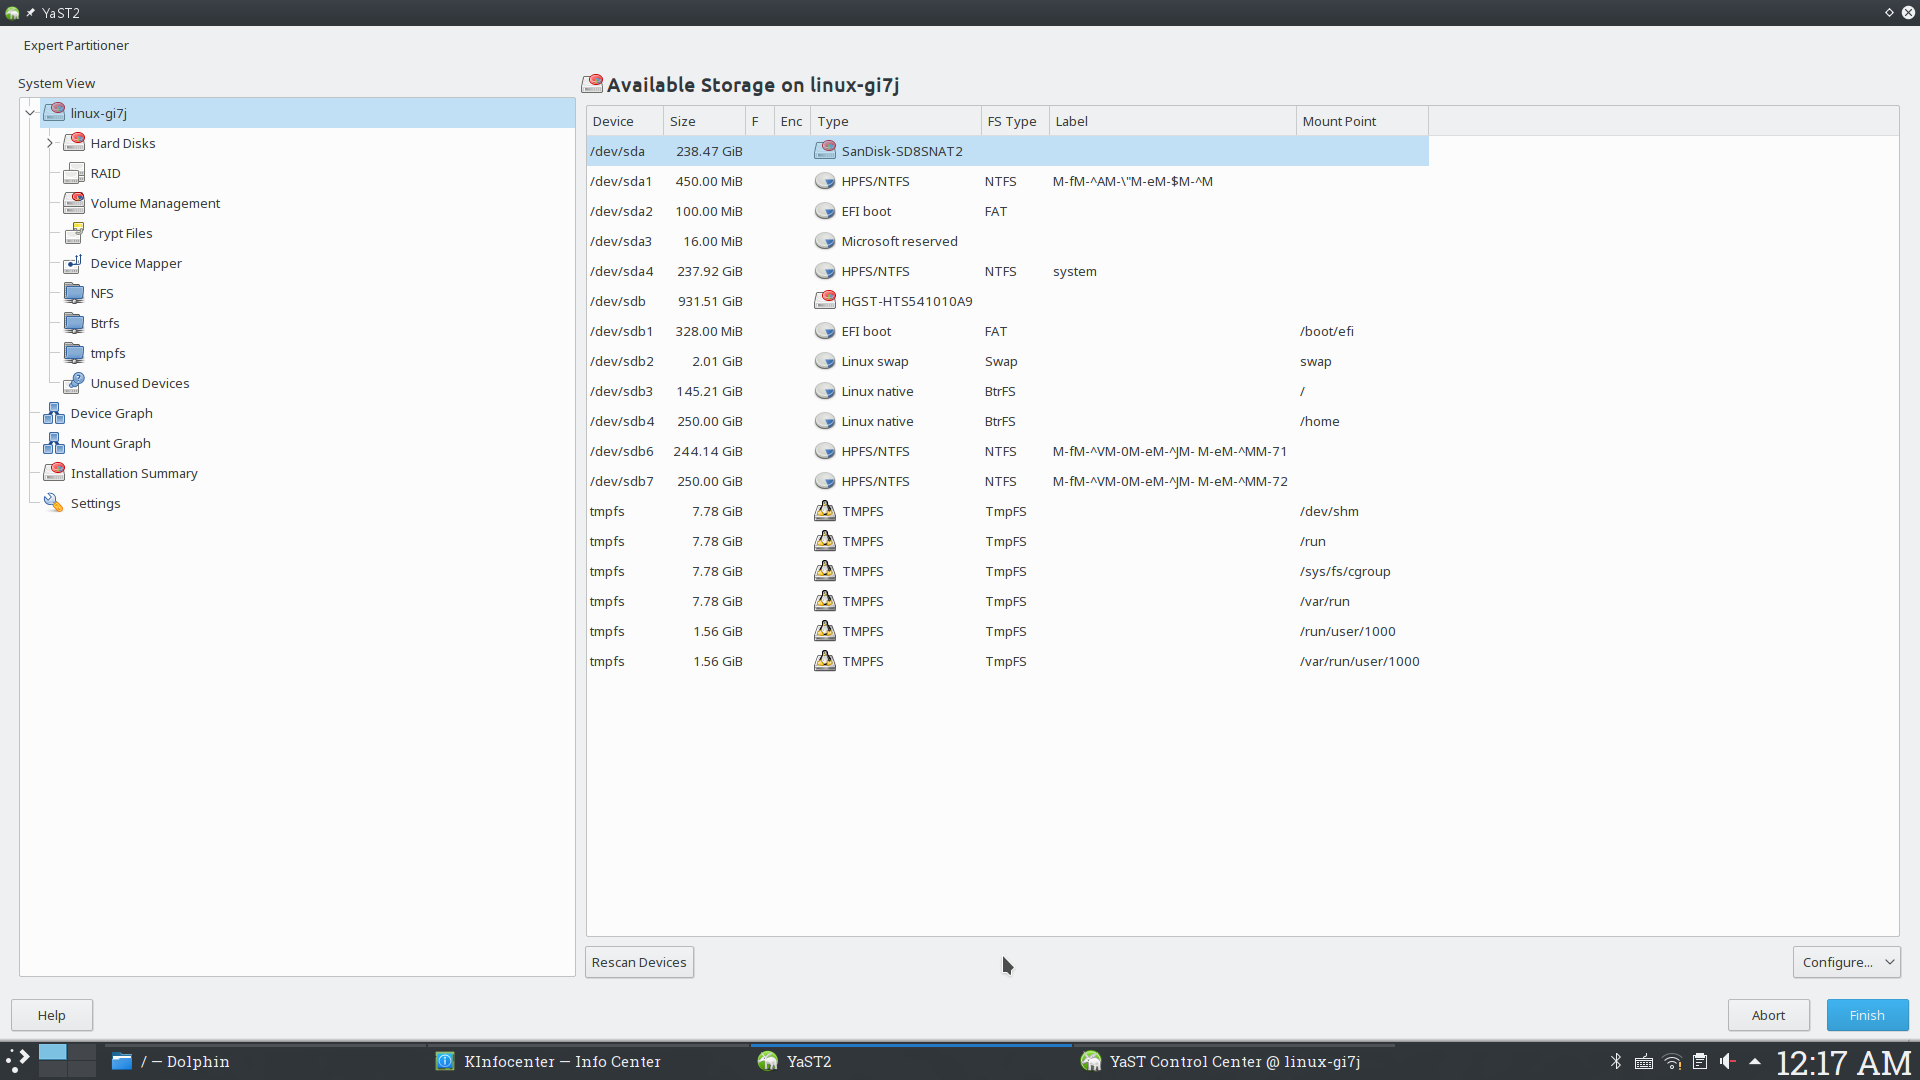 YaST2
Expert Partitioner
System View
linux-gi7j
Hard Disks
RAID
Volume Management
Crypt Files
Device Mapper
NFS
Btrfs
tmpfs
Unused Devices
Device Graph
Mount Graph
Installation Summary
Settings
Available Storage on linux-gi7j
Device Size F Enc Type FS Type Label Mount Point
/dev/sda 238.47 GiB SanDisk-SD8SNAT2
/dev/sda1 450.00 MiB HPFS/NTFS NTFS M-fM-^AM-\"M-eM-$M-^M
/dev/sda2 100.00 MiB EFI boot FAT
/dev/sda3 16.00 MiB Microsoft reserved
/dev/sda4 237.92 GiB HPFS/NTFS NTFS system
/dev/sdb 931.51 GiB HGST-HTS541010A9
/dev/sdb1 328.00 MiB EFI boot FAT /boot/efi
/dev/sdb2 2.01 GiB Linux swap Swap swap
/dev/sdb3 145.21 GiB Linux native BtrFS /
/dev/sdb4 250.00 GiB Linux native BtrFS /home
/dev/sdb6 244.14 GiB HPFS/NTFS NTFS M-fM-^VM-0M-eM-^JM- M-eM-^MM-71
/dev/sdb7 250.00 GiB HPFS/NTFS NTFS M-fM-^VM-0M-eM-^JM- M-eM-^MM-72
tmpfs 7.78 GiB TMPFS TmpFS /dev/shm
tmpfs 7.78 GiB TMPFS TmpFS /run
tmpfs 7.78 GiB TMPFS TmpFS /sys/fs/cgroup
tmpfs 7.78 GiB TMPFS TmpFS /var/run
tmpfs 1.56 GiB TMPFS TmpFS /run/user/1000
tmpfs 1.56 GiB TMPFS TmpFS /var/run/user/1000
Rescan Devices
Configure...
Help
Abort
Finish
/ — Dolphin
KInfocenter — Info Center
YaST2
YaST Control Center @ linux-gi7j
12:17 AM